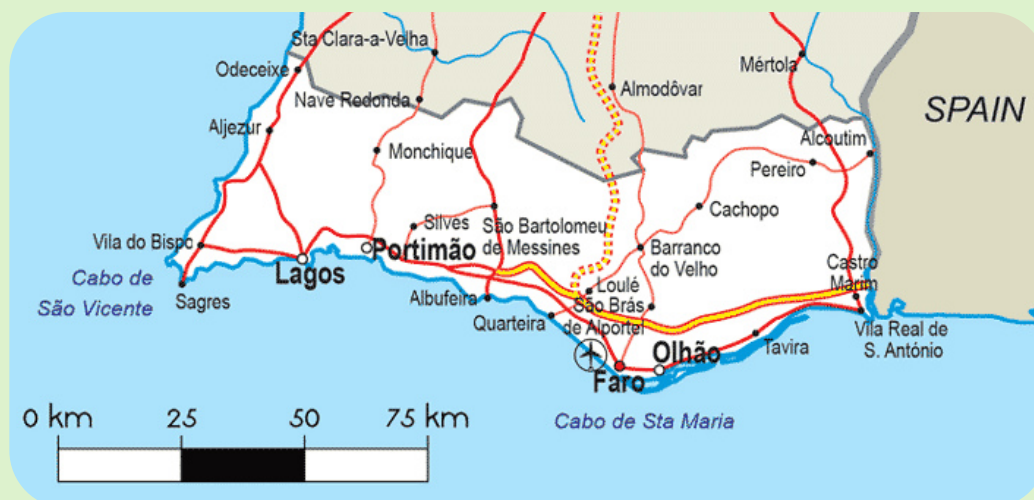 Sta Clara-a-Velha
Odeceixe
Mértola
Nave Redonda
Almodôvar
SPAIN
Aljezur
Monchique
Alcoutim
Pereiro
Cachopo
Silves
São Bartolomeu
de Messines
Vila do Bispo
Portimão
Barranco
do Velho
Lagos
Castro
Marim
Cabo de
São Vicente
Sagres
Albufeira
Loulé
São Brás
de Alportel
Quarteira
Vila Real de
S. António
Olhão
Tavira
Faro
Cabo de Sta Maria
0 km 25 50 75 km